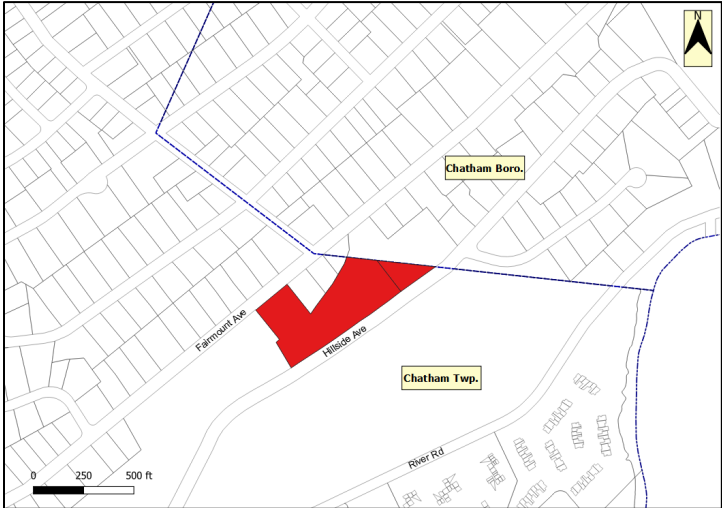 N
Chatham Boro.
Fairmount Ave
Hillside Ave
Chatham Twp.
River Rd
0 250 500 ft